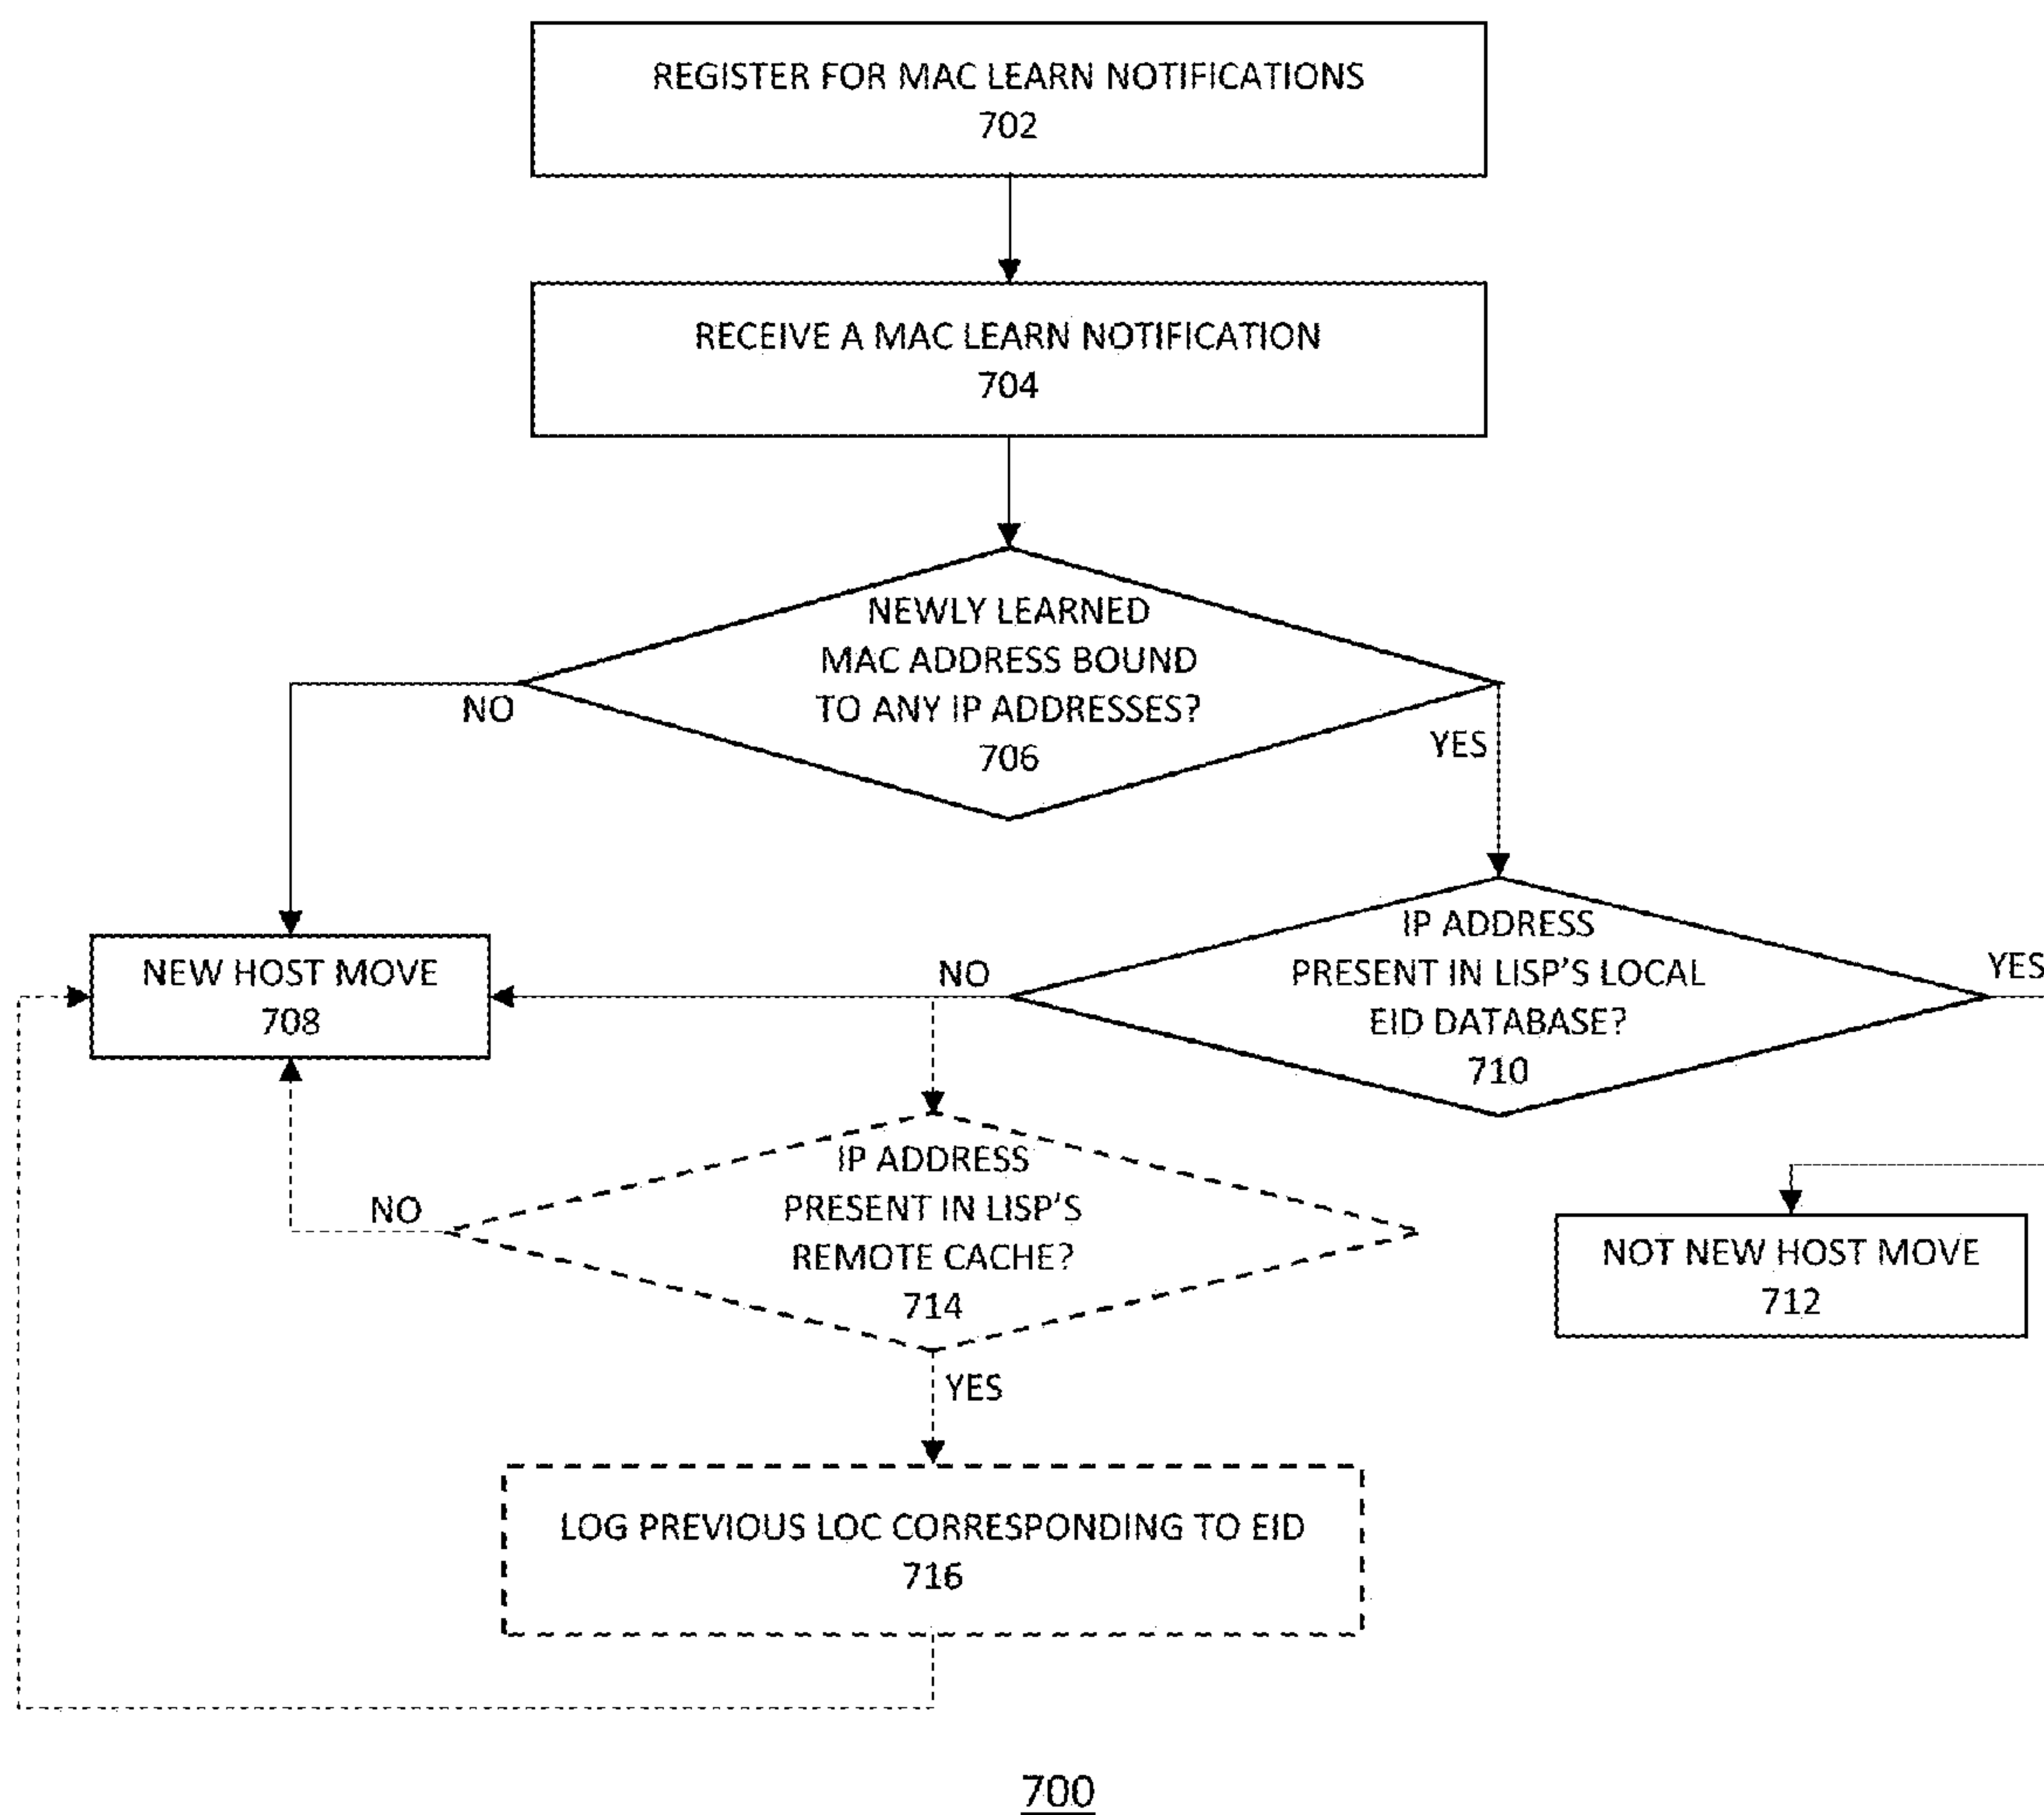 REGISTER FOR MAC LEARN NOTIFICATIONS
702
RECEIVE A MAC LEARN NOTIFICATION
704
NEWLY LEARNED
MAC ADDRESS BOUND
TO ANY IP ADDRESSES?
706
NO
YES
NEW HOST MOVE
708
NO
IP ADDRESS
PRESENT IN LISP'S LOCAL
EID DATABASE?
710
YES
IP ADDRESS
PRESENT IN LISP'S
REMOTE CACHE?
714
NO
NOT NEW HOST MOVE
712
YES
LOG PREVIOUS LOC CORRESPONDING TO EID
716
700